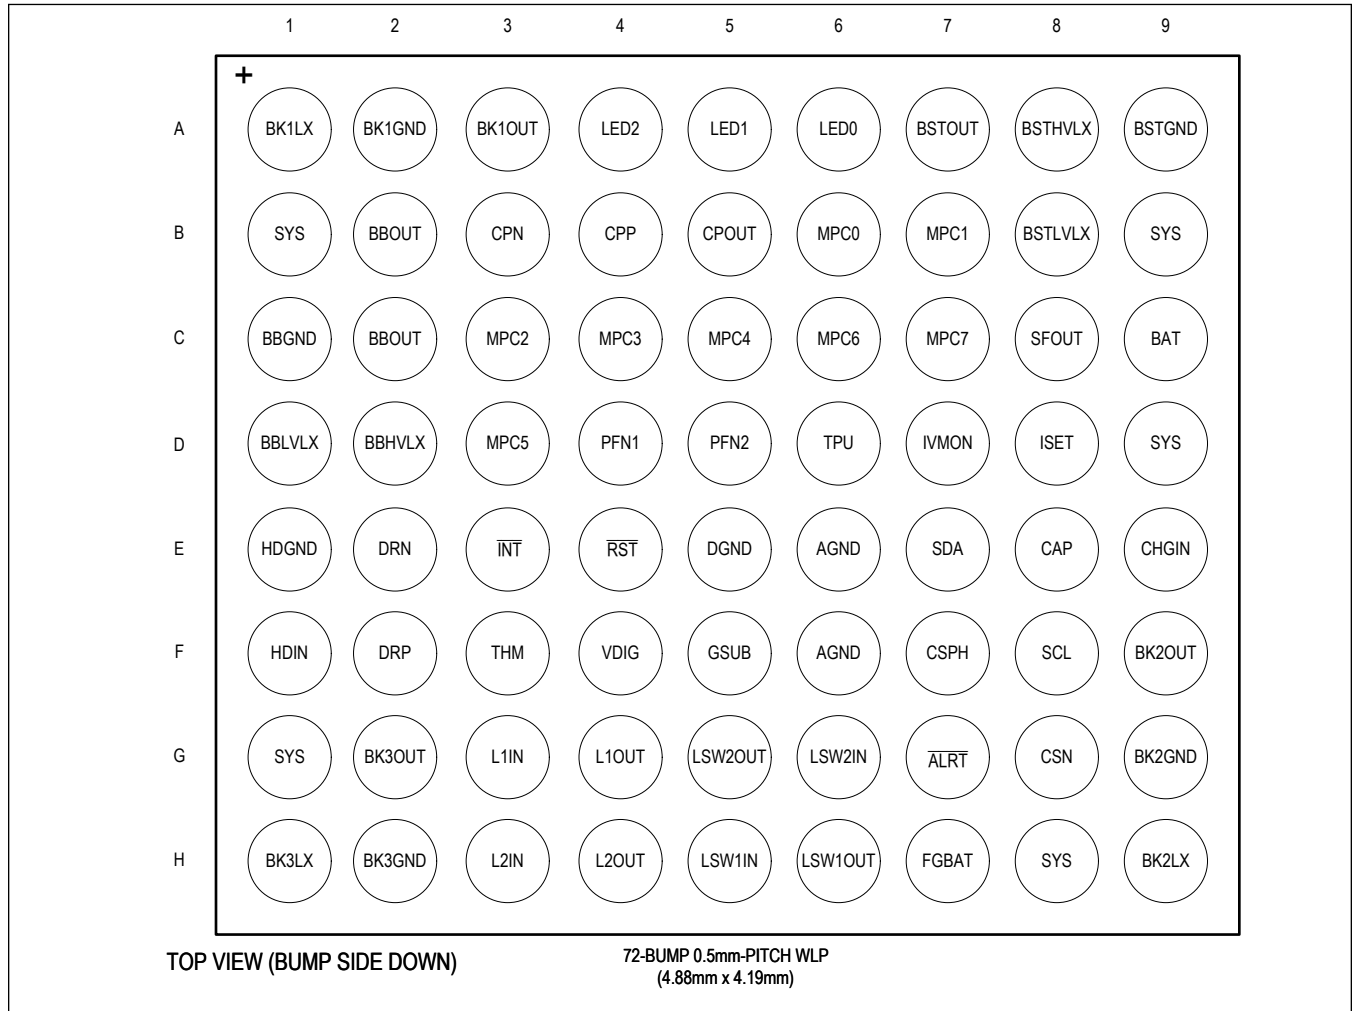 1 2 3 4 5 6 7 8 9
+
A BK1LX BK1GND BK1OUT LED2 LED1 LED0 BSTOUT BSTHVLX BSTGND
B SYS BBOUT CPN CPP CPOUT MPC0 MPC1 BSTLVLX SYS
C BBGND BBOUT MPC2 MPC3 MPC4 MPC6 MPC7 SFOUT BAT
D BBLVLX BBHVLX MPC5 PFN1 PFN2 TPU IVMON ISET SYS
E HDGND DRN INT RST DGND AGND SDA CAP CHGIN
F HDIN DRP THM VDIG GSUB AGND CSPH SCL BK2OUT
G SYS BK3OUT L1IN L1OUT LSW2OUT LSW2IN ALRT CSN BK2GND
H BK3LX BK3GND L2IN L2OUT LSW1IN LSW1OUT FGBAT SYS BK2LX
TOP VIEW (BUMP SIDE DOWN)
72-BUMP 0.5mm-PITCH WLP
(4.88mm x 4.19mm)